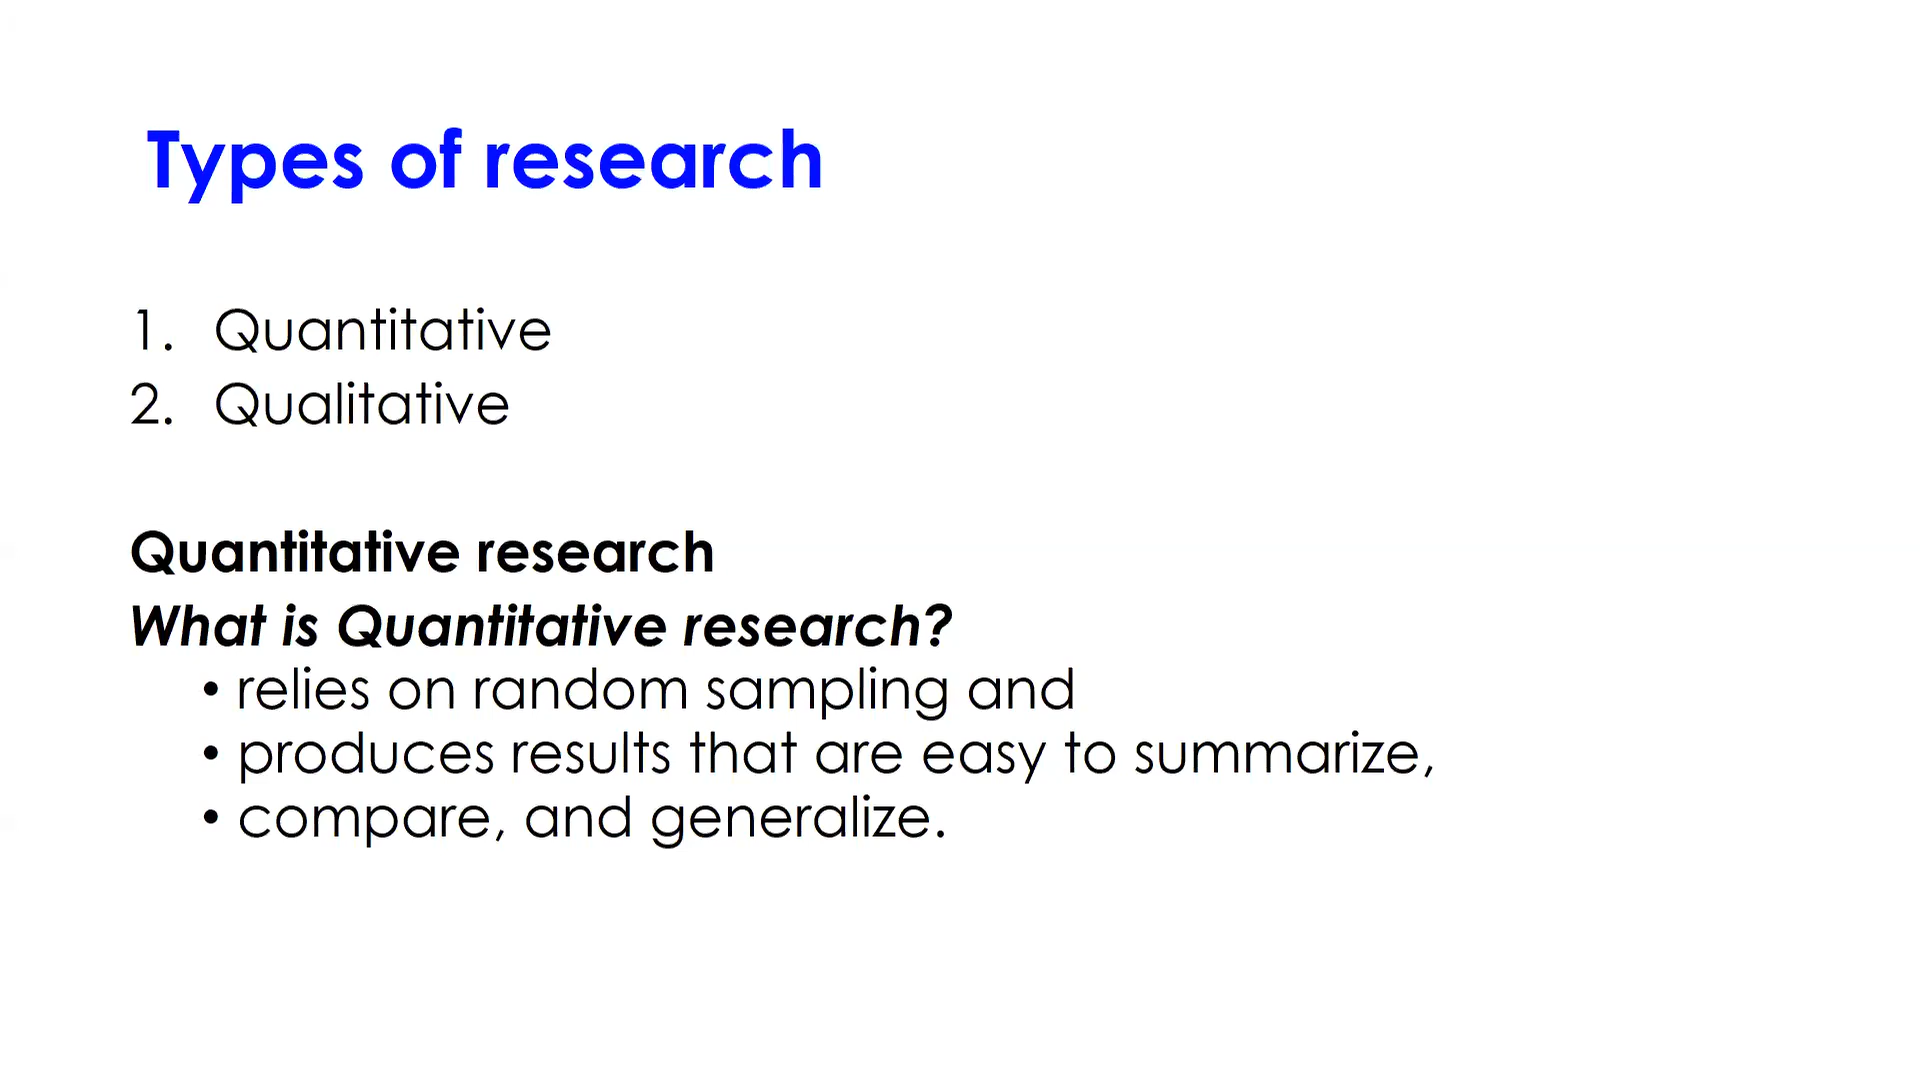 Types of research
1. Quantitative
2. Qualitative
Quantitative research
What is Quantitative research?
• relies on random sampling and
• produces results that are easy to summarize,
• compare, and generalize.